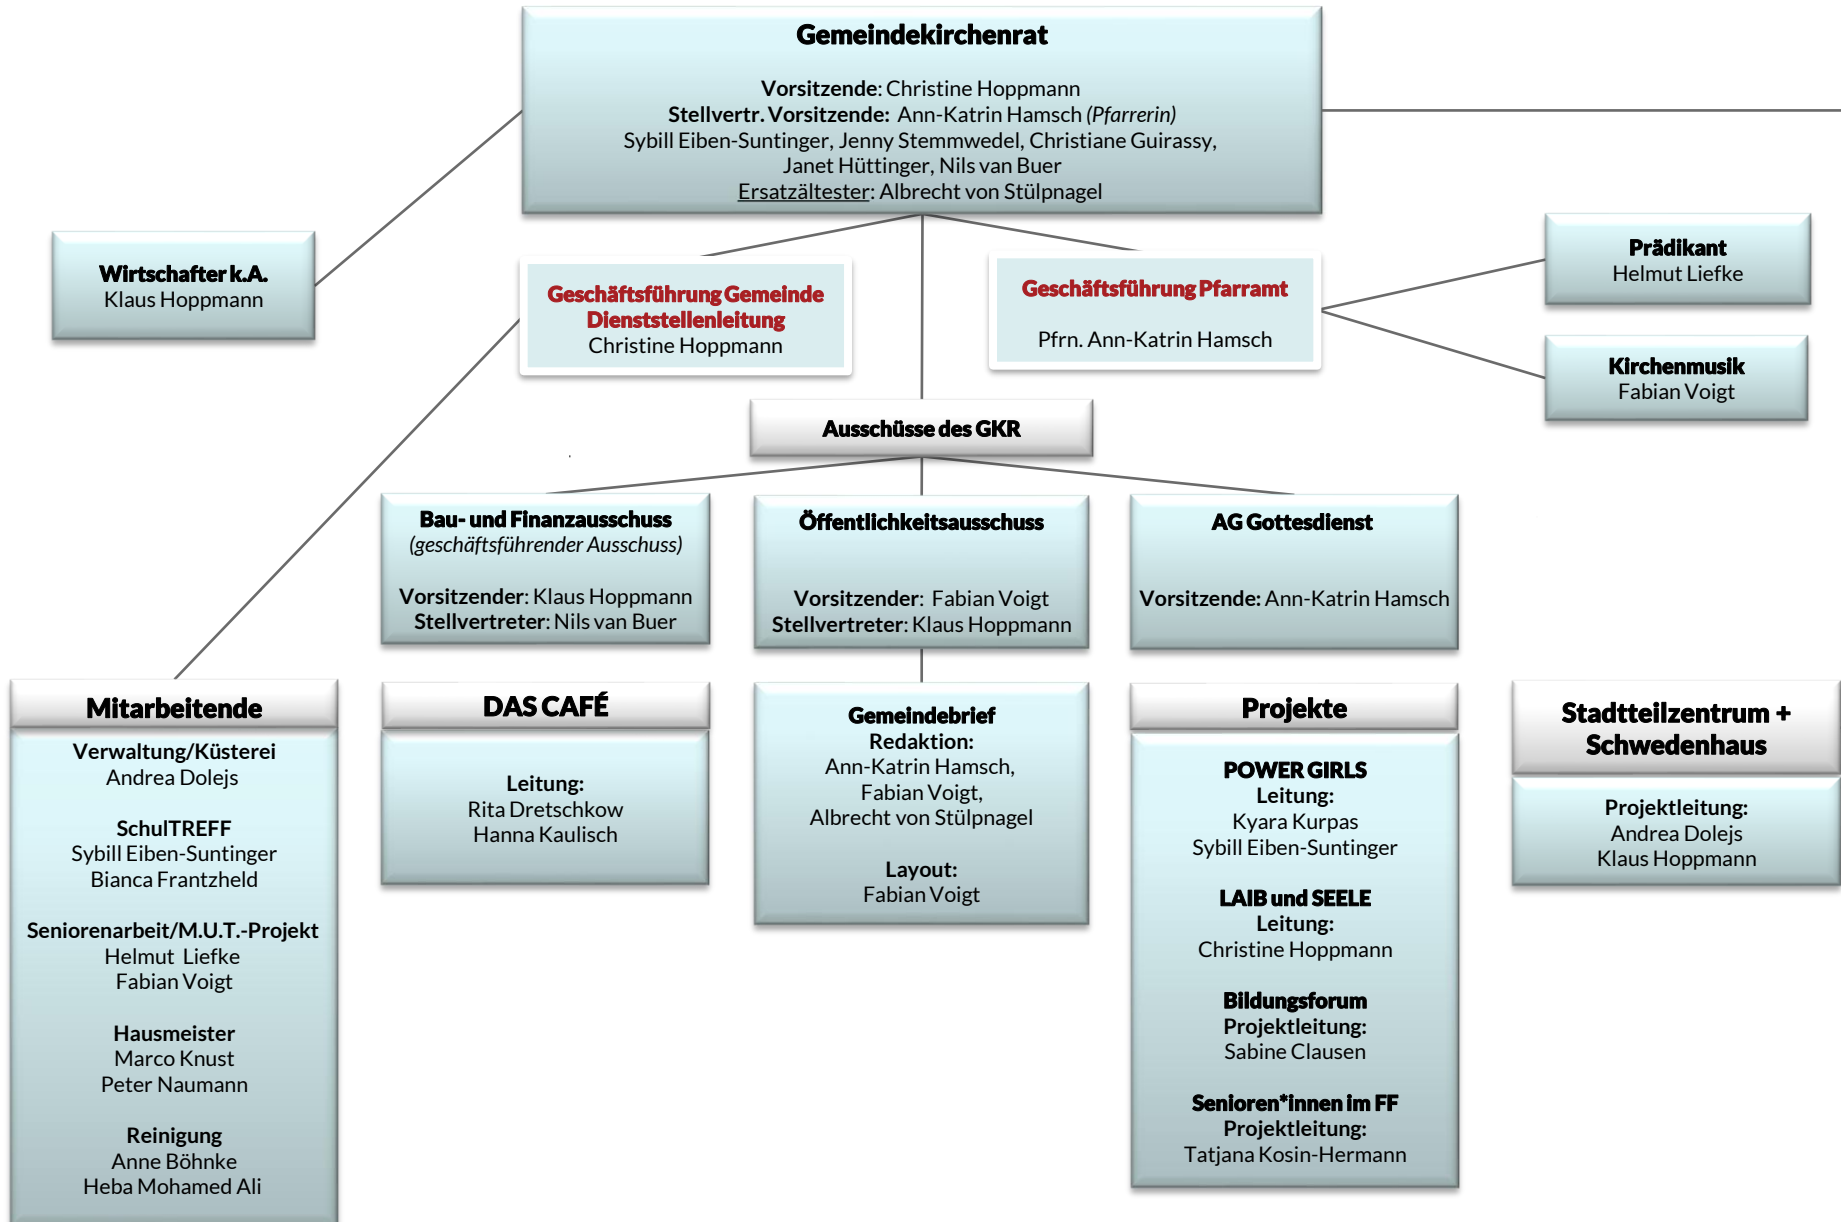 Gemeindekirchenrat
Vorsitzende: Christine Hoppmann
Stellvertr. Vorsitzende: Ann-Katrin Hamsch (Pfarrerin)
Sybill Eiben-Suntinger, Jenny Stemmwedel, Christiane Guirassy,
Janet Hüttinger, Nils van Buer
Ersatzältester: Albrecht von Stülpnagel
Wirtschafter k.A.
Klaus Hoppmann
Geschäftsführung Gemeinde
Dienststellenleitung
Christine Hoppmann
Geschäftsführung Pfarramt
Pfrn. Ann-Katrin Hamsch
Prädikant
Helmut Liefke
Kirchenmusik
Fabian Voigt
Ausschüsse des GKR
Bau- und Finanzausschuss
(geschäftsführender Ausschuss)
Vorsitzender: Klaus Hoppmann
Stellvertreter: Nils van Buer
Öffentlichkeitsausschuss
Vorsitzender: Fabian Voigt
Stellvertreter: Klaus Hoppmann
AG Gottesdienst
Vorsitzende: Ann-Katrin Hamsch
Mitarbeitende
Verwaltung/Küsterei
Andrea Dolejs
SchulTREFF
Sybill Eiben-Suntinger
Bianca Frantzheld
Seniorenarbeit/M.U.T.-Projekt
Helmut Liefke
Fabian Voigt
Hausmeister
Marco Knust
Peter Naumann
Reinigung
Anne Böhnke
Heba Mohamed Ali
DAS CAFÉ
Leitung:
Rita Dretschkow
Hanna Kaulisch
Gemeindebrief
Redaktion:
Ann-Katrin Hamsch,
Fabian Voigt,
Albrecht von Stülpnagel
Layout:
Fabian Voigt
Projekte
POWER GIRLS
Leitung:
Kyara Kurpas
Sybill Eiben-Suntinger
LAIB und SEELE
Leitung:
Christine Hoppmann
Bildungsforum
Projektleitung:
Sabine Clausen
Senioren*innen im FF
Projektleitung:
Tatjana Kosin-Hermann
Stadtteilzentrum +
Schwedenhaus
Projektleitung:
Andrea Dolejs
Klaus Hoppmann